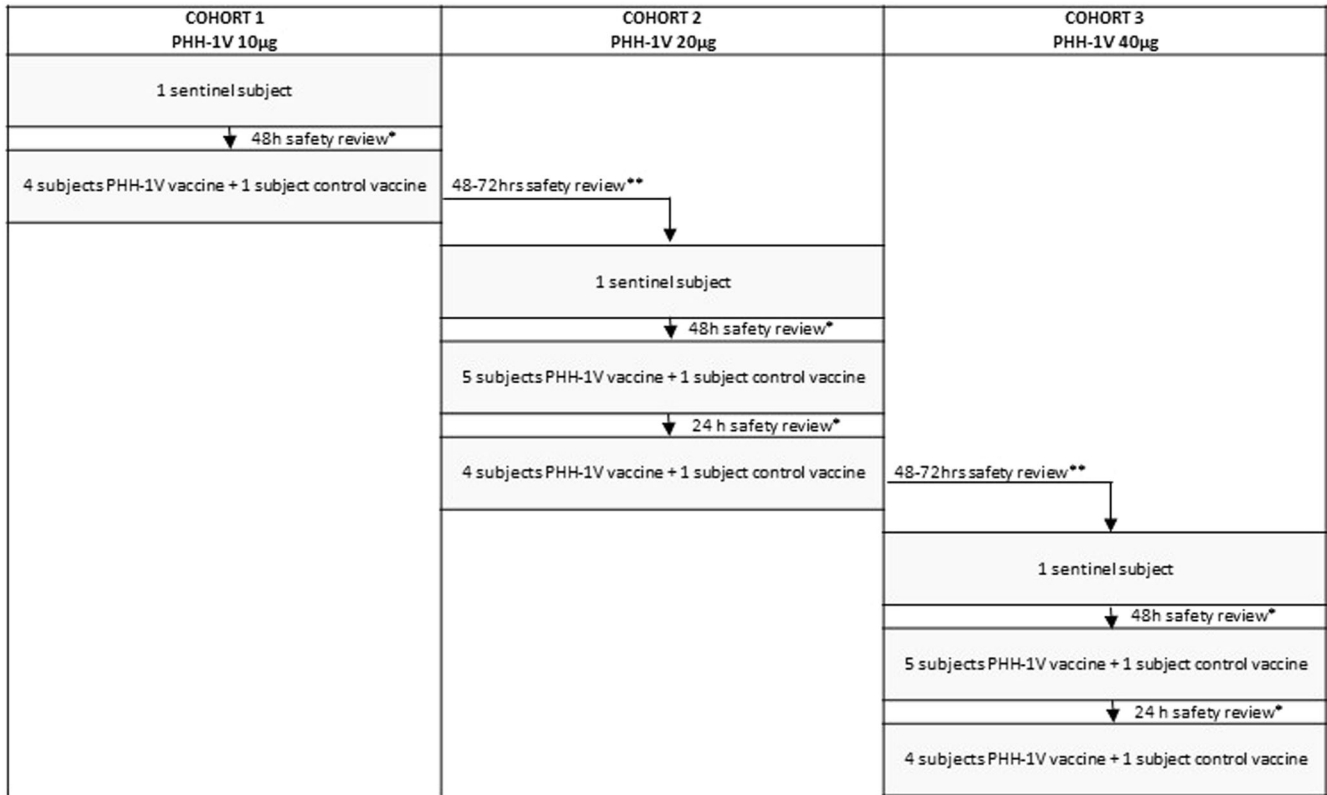 COHORT 1
PHH-1V 10µg
COHORT 2
PHH-1V 20µg
COHORT 3
PHH-1V 40µg
1 sentinel subject
48h safety review*
4 subjects PHH-1V vaccine + 1 subject control vaccine
48-72hrs safety review**
1 sentinel subject
48h safety review*
5 subjects PHH-1V vaccine + 1 subject control vaccine
24 h safety review*
4 subjects PHH-1V vaccine + 1 subject control vaccine
48-72hrs safety review**
1 sentinel subject
48h safety review*
5 subjects PHH-1V vaccine + 1 subject control vaccine
24 h safety review*
4 subjects PHH-1V vaccine + 1 subject control vaccine